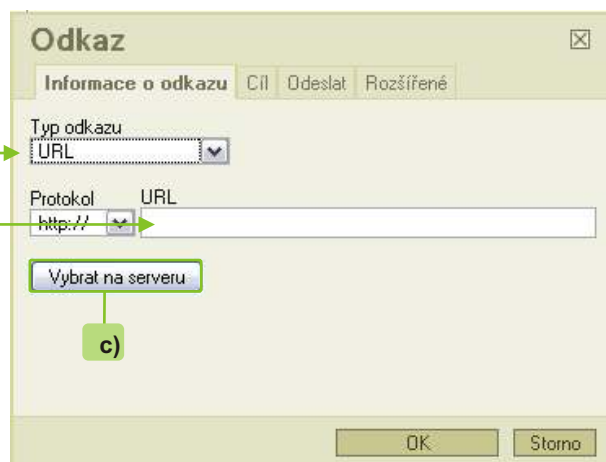 Odkaz
Informace o odkazu Cíl Odeslat Rozšířené
Typ odkazu
URL
Protokol URL
http://
Vybrat na serveru
c)
OK Storno